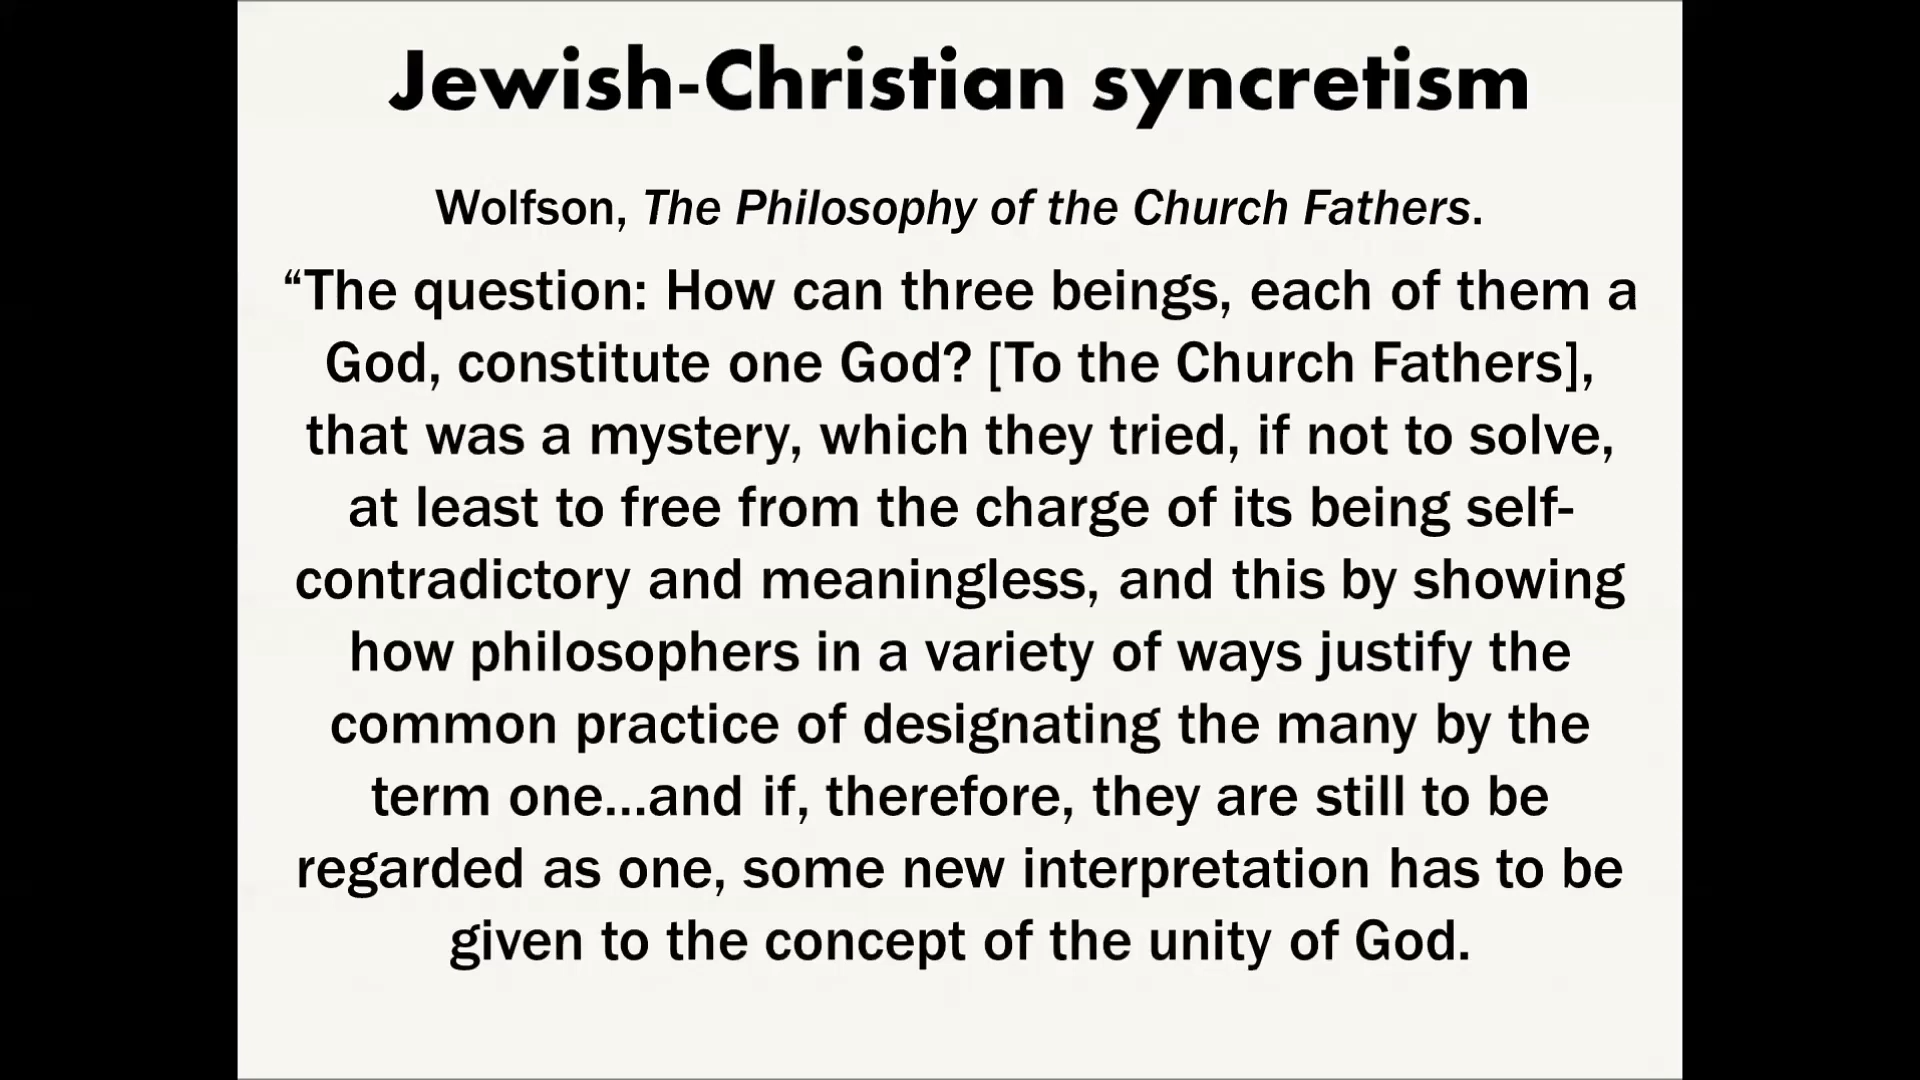 Jewish-Christian syncretism
Wolfson, The Philosophy of the Church Fathers.
“The question: How can three beings, each of them a
God, constitute one God? [To the Church Fathers],
that was a mystery, which they tried, if not to solve,
at least to free from the charge of its being self-
contradictory and meaningless, and this by showing
how philosophers in a variety of ways justify the
common practice of designating the many by the
term one...and if, therefore, they are still to be
regarded as one, some new interpretation has to be
given to the concept of the unity of God.